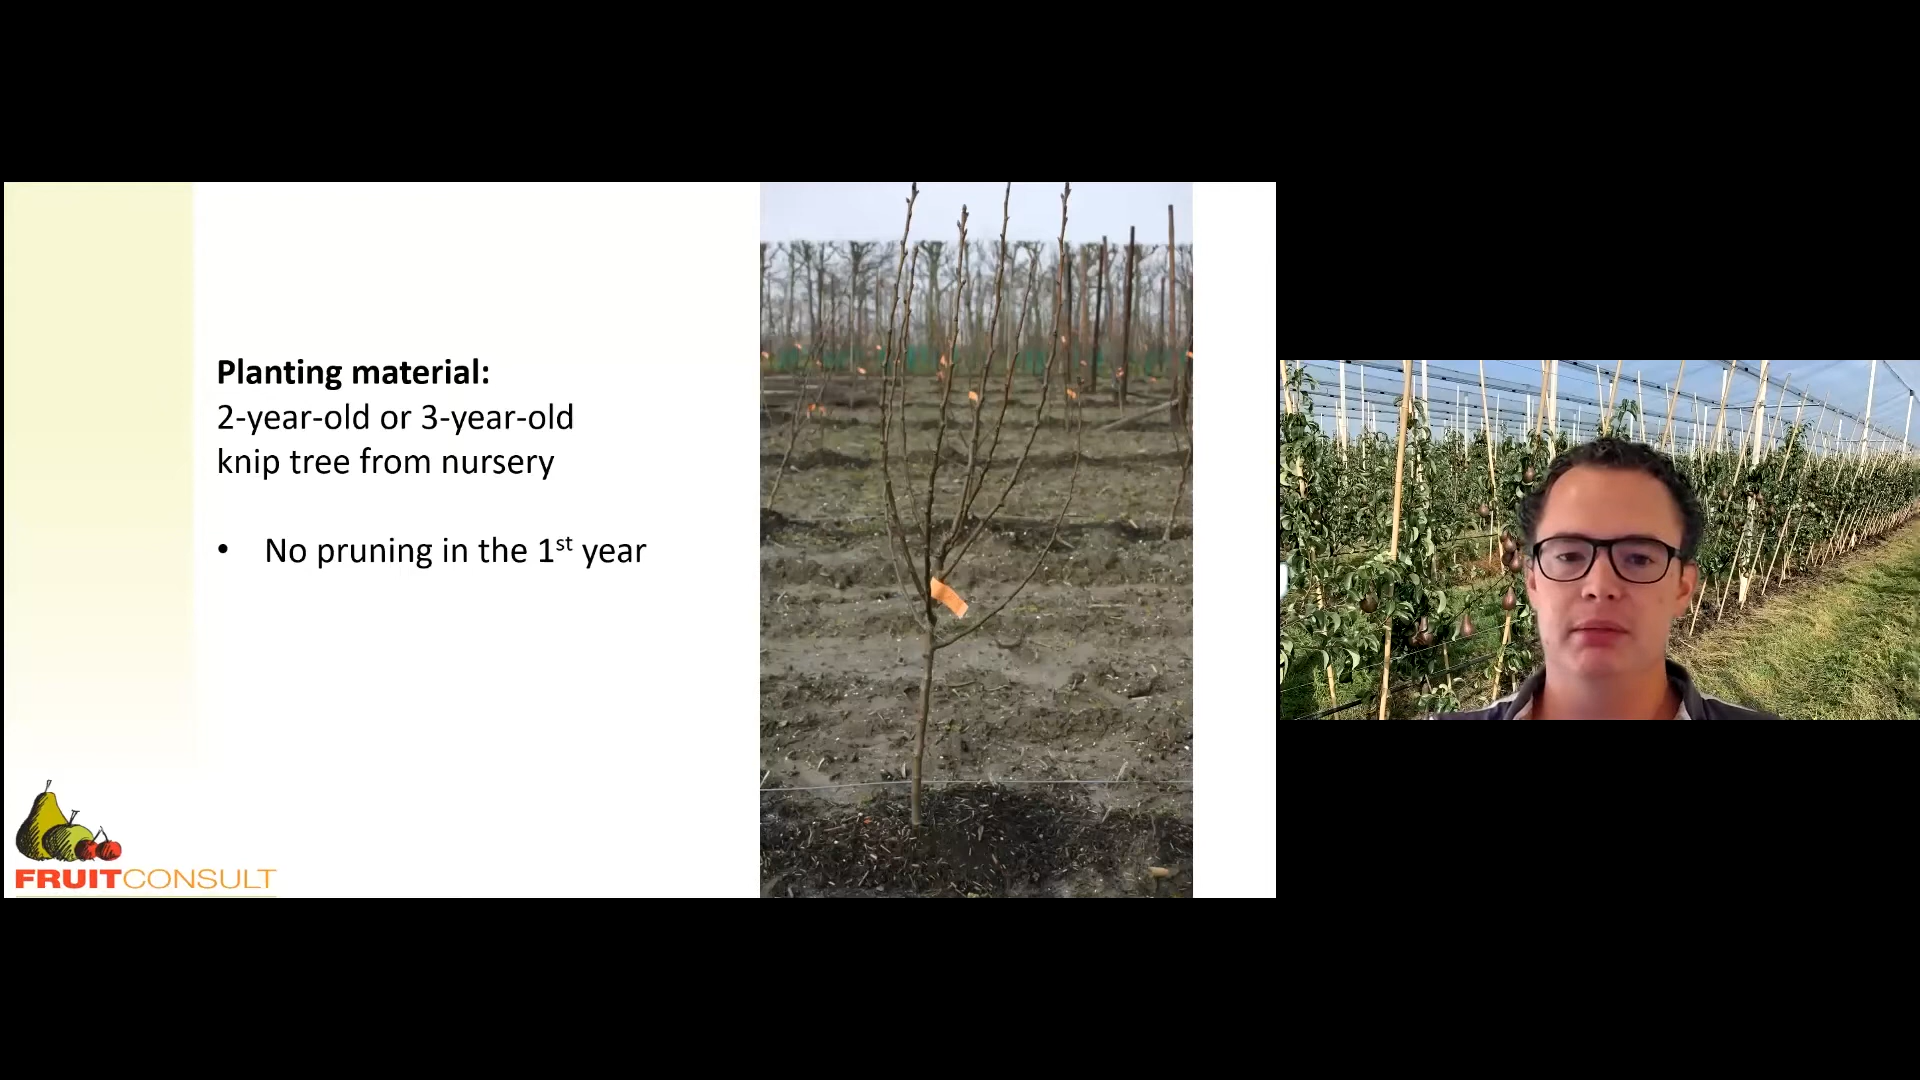 Planting material:
2-year-old or 3-year-old
knip tree from nursery
• No pruning in the 1st year
FRUITCONSULT